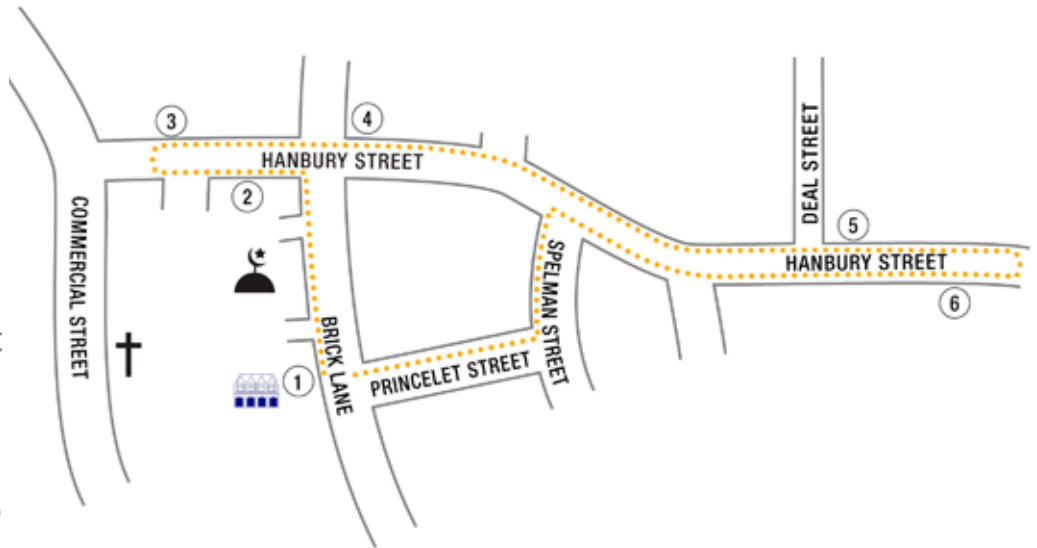 3
4
HANBURY STREET
2
COMMERCIAL STREET
DEAL STREET
5
HANBURY STREET
6
SPELMAN STREET
BRICK LANE
1
PRINCELET STREET